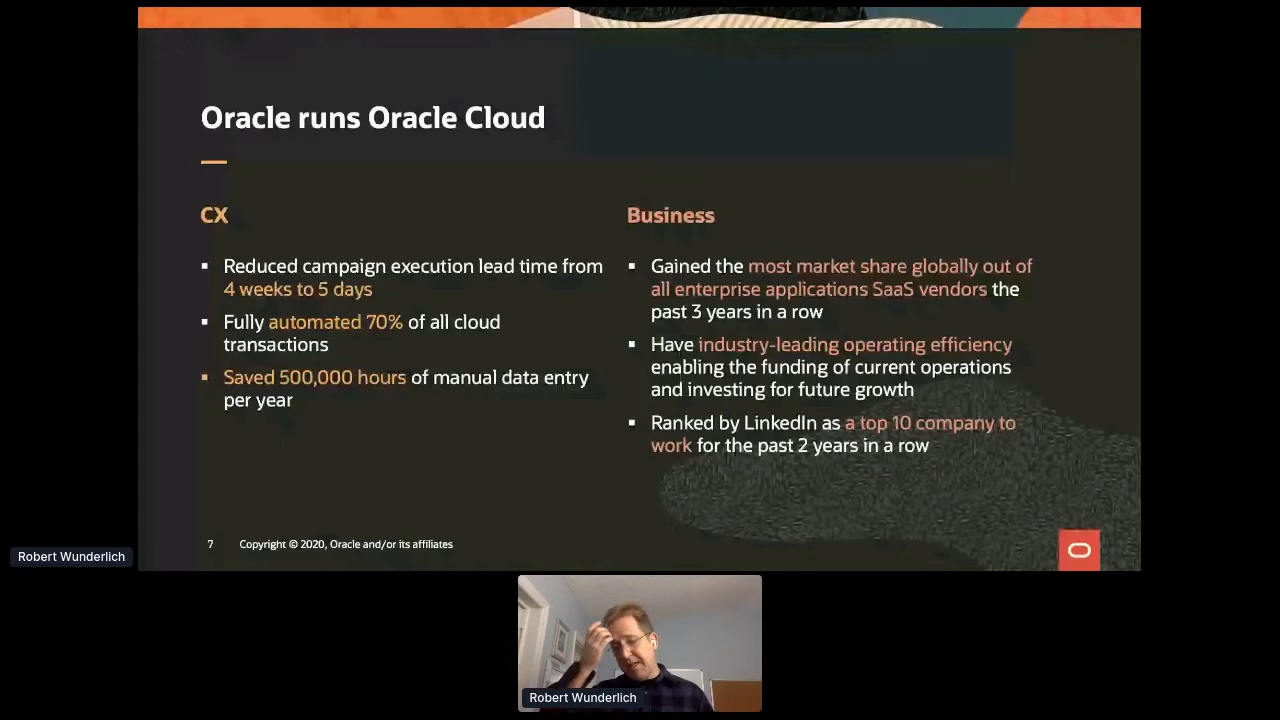 Oracle runs Oracle Cloud
CX
Reduced campaign execution lead time from
4 weeks to 5 days
Fully automated 70% of all cloud
transactions
Saved 500,000 hours of manual data entry
per year
Business
Gained the most market share globally out of
all enterprise applications SaaS vendors the
past 3 years in a row
Have industry-leading operating efficiency
enabling the funding of current operations
and investing for future growth
Ranked by LinkedIn as a top 10 company to
work for the past 2 years in a row
7 Copyright © 2020, Oracle and/or its affiliates
Robert Wunderlich
Robert Wunderlich